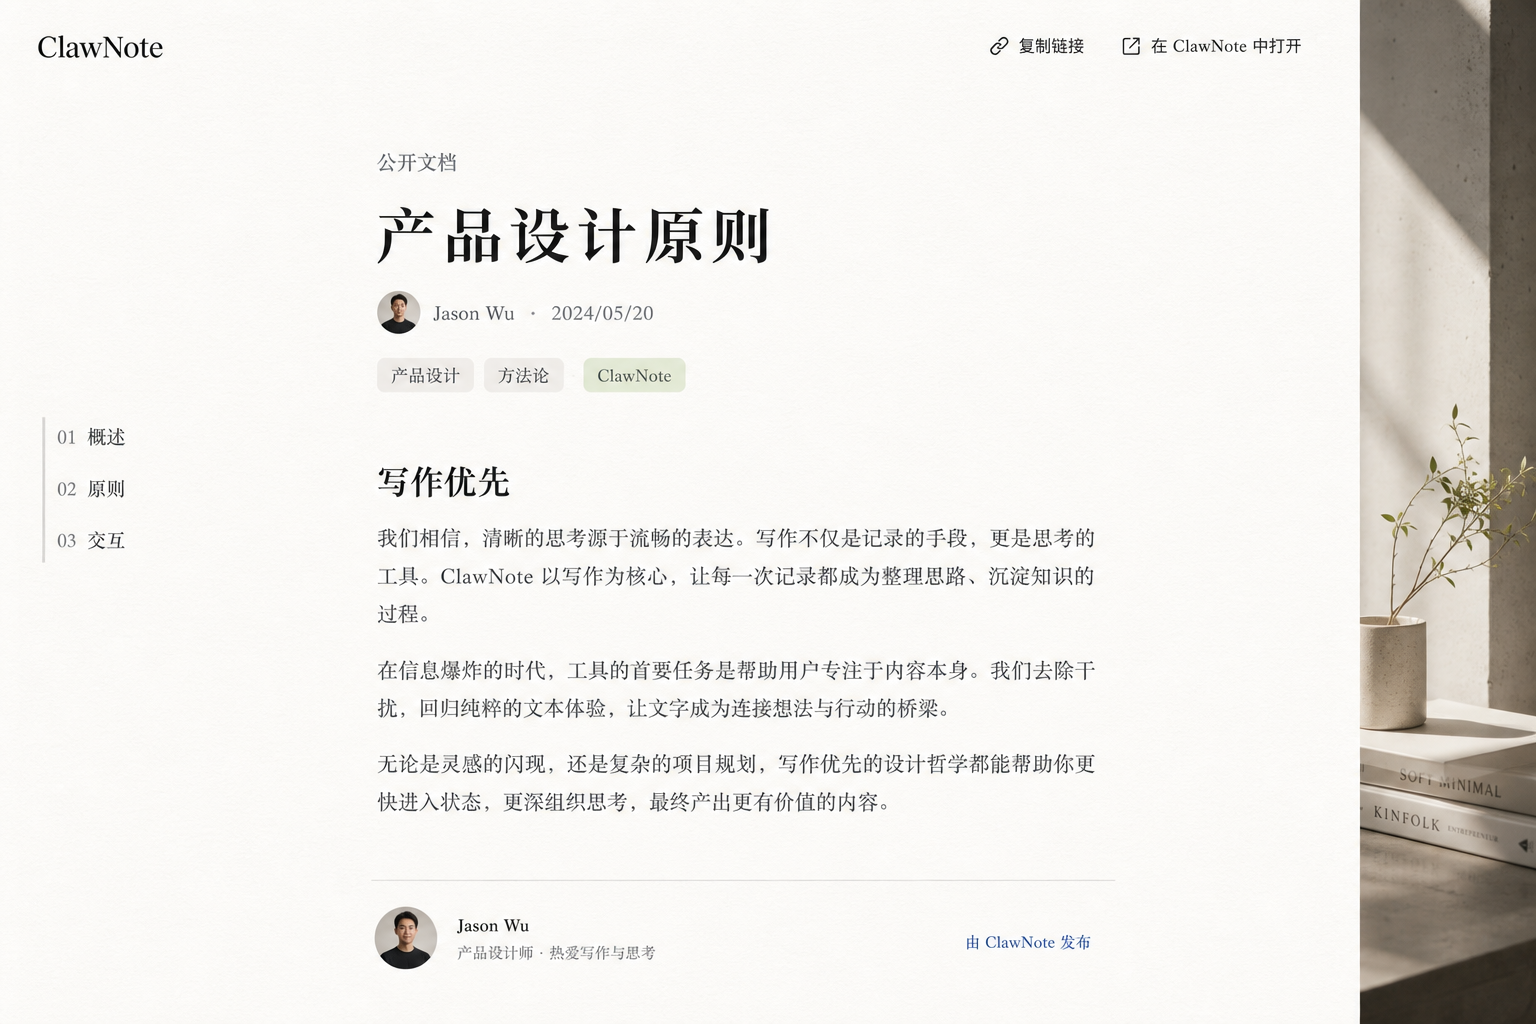 ClawNote
复制链接
在 ClawNote 中打开
公开文档
产品设计原则
Jason Wu · 2024/05/20
产品设计
方法论
ClawNote
01 概述
02 原则
03 交互
写作优先
我们相信，清晰的思考源于流畅的表达。写作不仅是记录的手段，更是思考的
工具。ClawNote 以写作为核心，让每一次记录都成为整理思路、沉淀知识的
过程。
在信息爆炸的时代，工具的首要任务是帮助用户专注于内容本身。我们去除干
扰，回归纯粹的文本体验，让文字成为连接想法与行动的桥梁。
无论是灵感的闪现，还是复杂的项目规划，写作优先的设计哲学都能帮助你更
快进入状态，更深组织思考，最终产出更有价值的内容。
Jason Wu
产品设计师 · 热爱写作与思考
由 ClawNote 发布
SOFT MINIMAL
KINFOLK ENTREPRENEUR